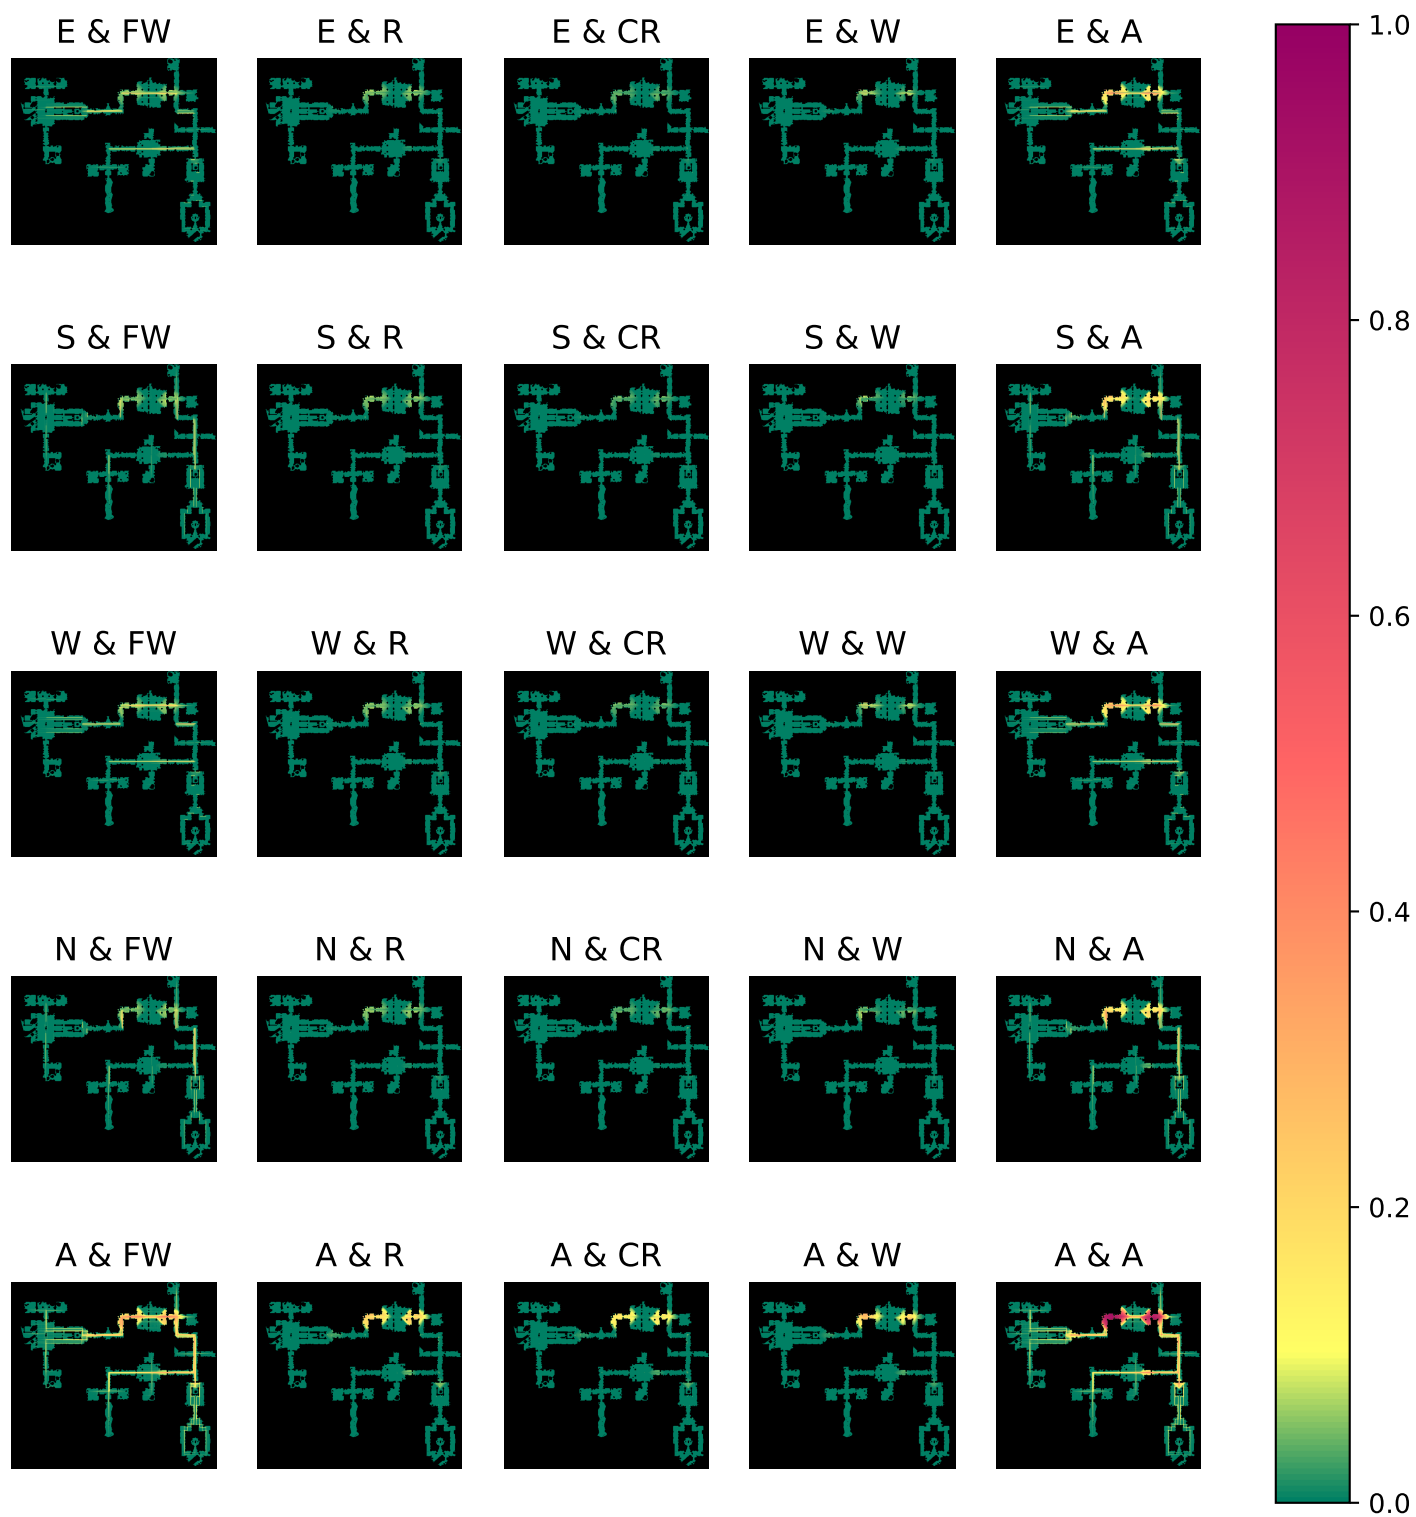 E & FW E & R E & CR E & W E & A
S & FW S & R S & CR S & W S & A
W & FW W & R W & CR W & W W & A
N & FW N & R N & CR N & W N & A
A & FW A & R A & CR A & W A & A
1.0
0.8
0.6
0.4
0.2
0.0